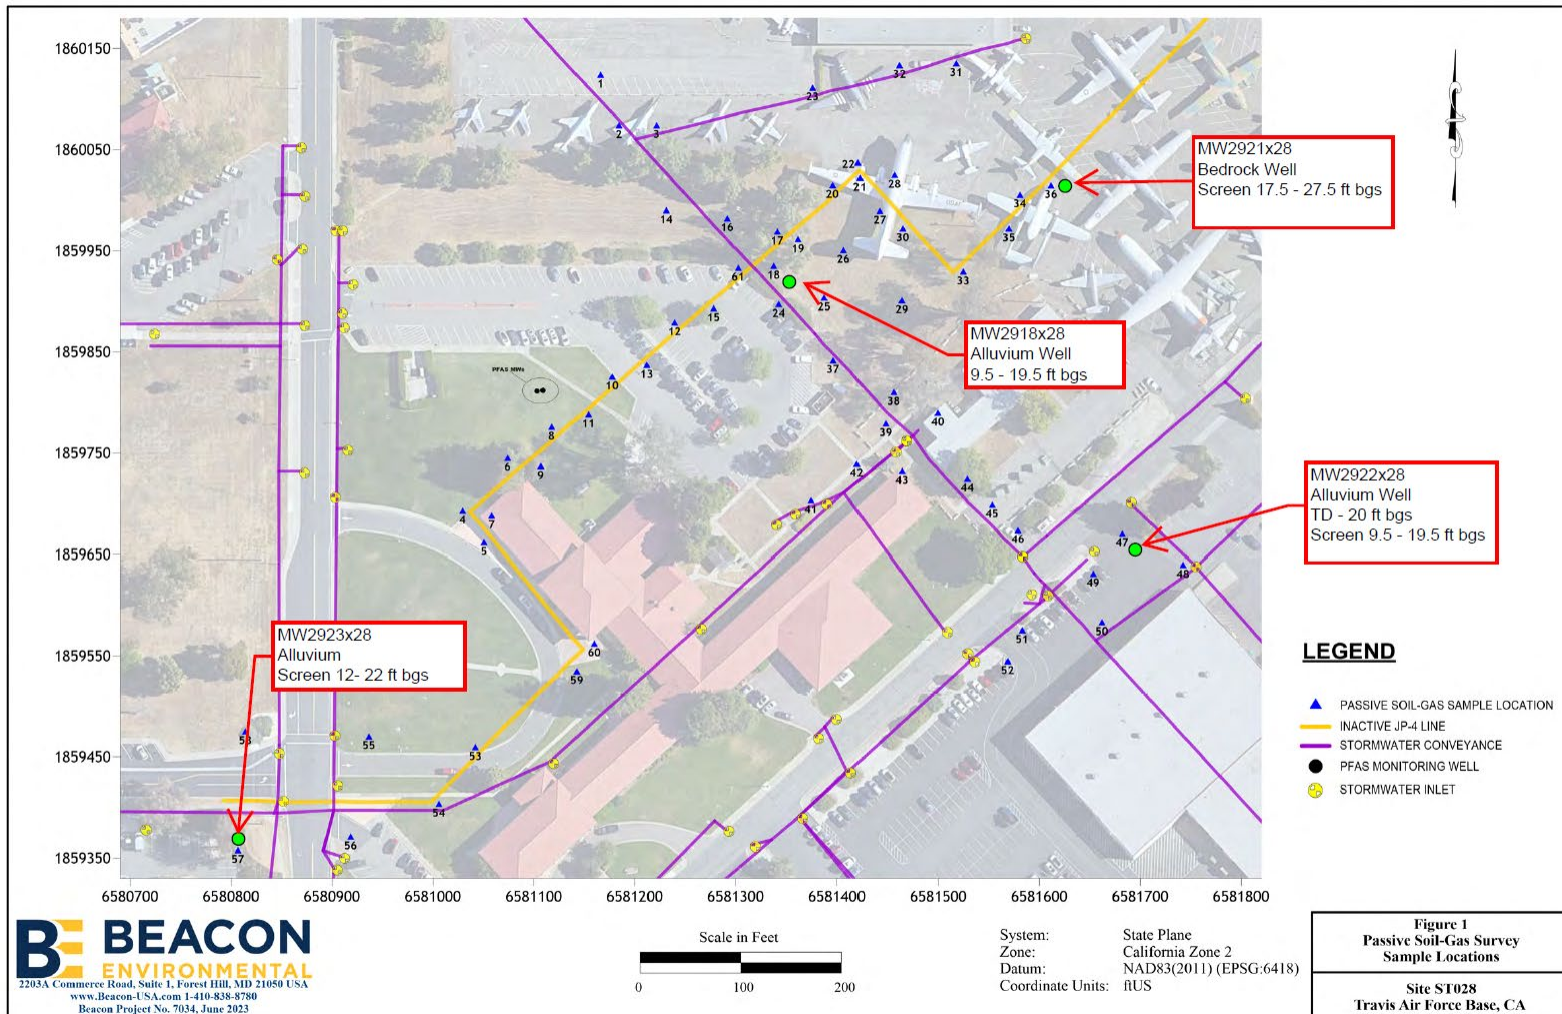 1860150
1860050
1859950
1859850
1859750
1859650
1859550
1859450
1859350
6580700
6580800
6580900
6581000
6581100
6581200
6581300
6581400
6581500
6581600
6581700
6581800
1
2
3
23
32
31
14
16
22
20
21
28
17
19
27
30
26
34
36
35
33
61
18
24
25
29
12
15
10
13
37
38
40
39
8
11
6
9
42
43
44
41
45
4
7
5
46
47
48
49
50
51
52
60
59
58
55
53
54
56
57
PFAS MWs
MW2921x28
Bedrock Well
Screen 17.5 - 27.5 ft bgs
MW2918x28
Alluvium Well
9.5 - 19.5 ft bgs
MW2922x28
Alluvium Well
TD - 20 ft bgs
Screen 9.5 - 19.5 ft bgs
MW2923x28
Alluvium
Screen 12- 22 ft bgs
LEGEND
PASSIVE SOIL-GAS SAMPLE LOCATION
INACTIVE JP-4 LINE
STORMWATER CONVEYANCE
PFAS MONITORING WELL
STORMWATER INLET
BE BEACON
ENVIRONMENTAL
2203A Commerce Road, Suite 1, Forest Hill, MD 21050 USA
www.Beacon-USA.com 1-410-838-8780
Beacon Project No. 7034, June 2023
Scale in Feet
0 100 200
System: State Plane
Zone: California Zone 2
Datum: NAD83(2011) (EPSG:6418)
Coordinate Units: ftUS
Figure 1
Passive Soil-Gas Survey
Sample Locations
Site ST028
Travis Air Force Base, CA